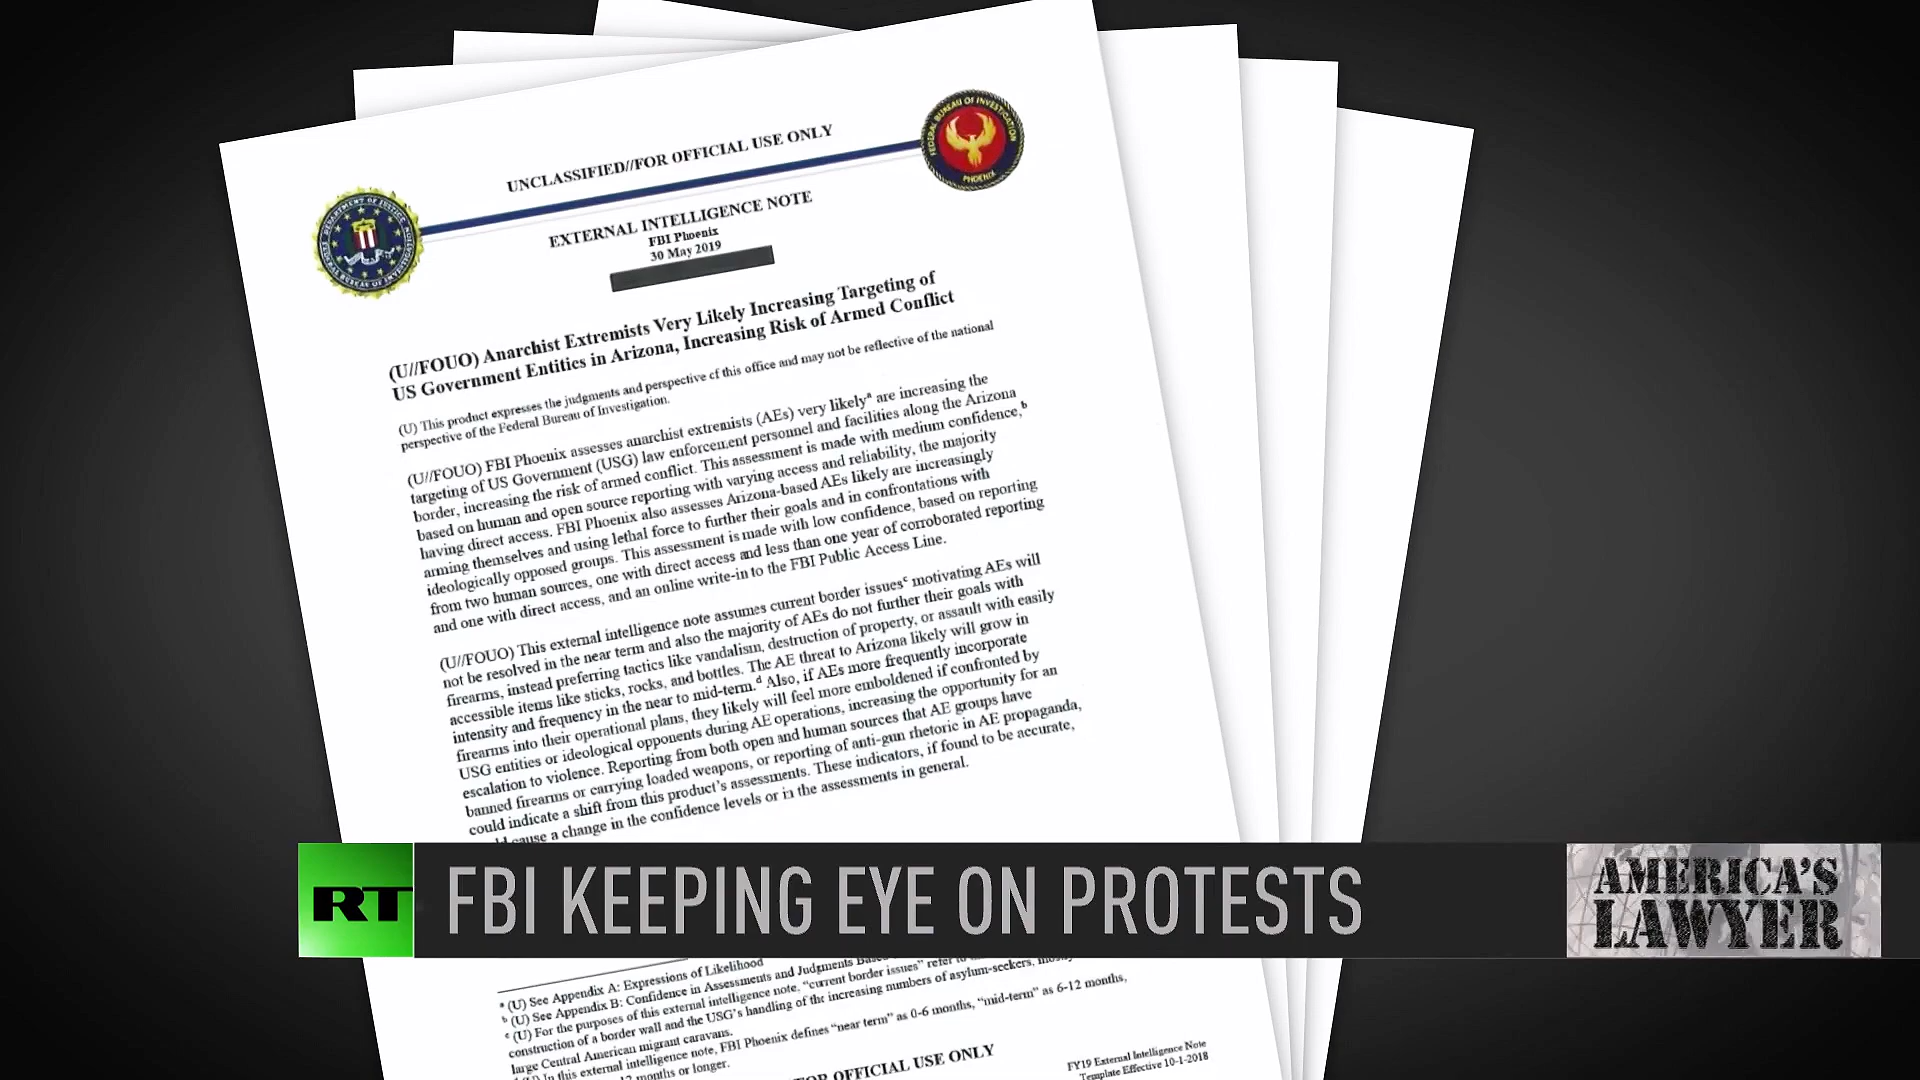 UNCLASSIFIED//FOR OFFICIAL USE ONLY
DEPARTMENT OF JUSTICE
FEDERAL BUREAU OF INVESTIGATION
FEDERAL BUREAU OF INVESTIGATION
PHOENIX
EXTERNAL INTELLIGENCE NOTE
FBI Phoenix
30 May 2019
(U//FOUO) Anarchist Extremists Very Likely Increasing Targeting of
US Government Entities in Arizona, Increasing Risk of Armed Conflict
(U) This product expresses the judgments and perspective of this office and may not be reflective of the national
perspective of the Federal Bureau of Investigation.
(U//FOUO) FBI Phoenix assesses anarchist extremists (AEs) very likelyᵃ are increasing the
targeting of US Government (USG) law enforcement personnel and facilities along the Arizona
border, increasing the risk of armed conflict. This assessment is made with medium confidence,ᵇ
based on human and open source reporting with varying access and reliability, the majority
having direct access. FBI Phoenix also assesses Arizona-based AEs likely are increasingly
arming themselves and using lethal force to further their goals and in confrontations with
ideologically opposed groups. This assessment is made with low confidence, based on reporting
from two human sources, one with direct access and less than one year of corroborated reporting
and one with direct access, and an online write-in to the FBI Public Access Line.
(U//FOUO) This external intelligence note assumes current border issuesᶜ motivating AEs will
not be resolved in the near term and also the majority of AEs do not further their goals with
firearms, instead preferring tactics like vandalism, destruction of property, or assault with easily
accessible items like sticks, rocks, and bottles. The AE threat to Arizona likely will grow in
intensity and frequency in the near to mid-term.ᵈ Also, if AEs more frequently incorporate
firearms into their operational plans, they likely will feel more emboldened if confronted by
USG entities or ideological opponents during AE operations, increasing the opportunity for an
escalation to violence. Reporting from both open and human sources that AE groups have
banned firearms or carrying loaded weapons, or reporting of anti-gun rhetoric in AE propaganda,
could indicate a shift from this product's assessments. These indicators, if found to be accurate,
cause a change in the confidence levels or in the assessments in general.
RT FBI KEEPING EYE ON PROTESTS
AMERICA'S
LAWYER
ᵃ (U) See Appendix A: Expressions of Likelihood
ᵇ (U) See Appendix B: Confidence in Assessments and Judgments
ᶜ (U) For the purposes of this external intelligence note, "current border issues" refer to
construction of a border wall and the USG's handling of the increasing numbers of asylum-seekers,
large Central American migrant caravans.
(U) In this external intelligence note, FBI Phoenix defines "near term" as 0-6 months, "mid-term" as 6-12 months,
months or longer.
OFFICIAL USE ONLY
FY19 External Intelligence Note
Template Effective 10-1-2018